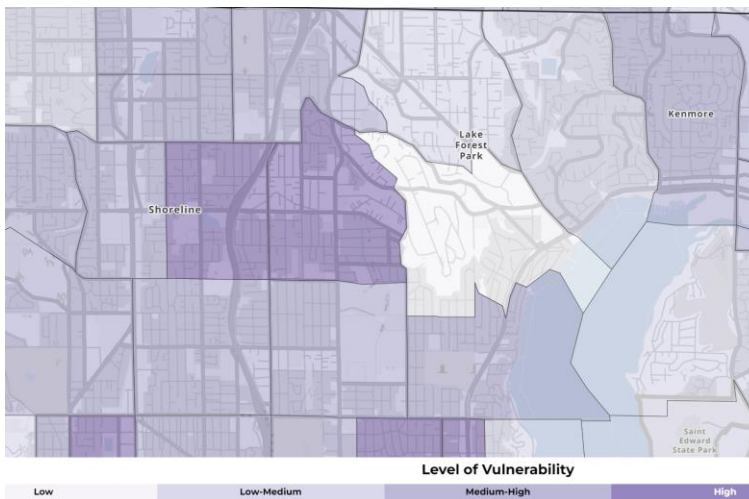 Kenmore
Lake
Forest
Park
Shoreline
Saint
Edward
State Park
Level of Vulnerability
Low
Low-Medium
Medium-High
High